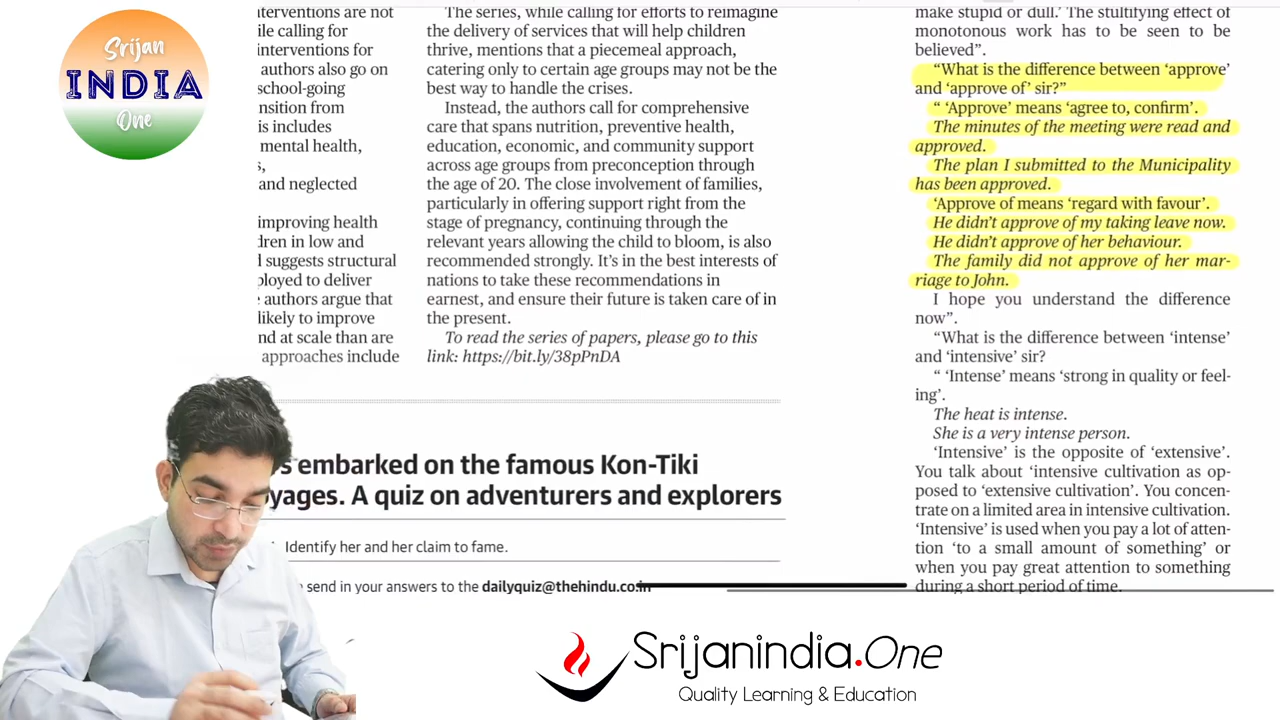 Srijan
INDIA
One
terventions are not
ile calling for
interventions for
authors also go on
school-going
nsition from
is includes
mental health,
s,
and neglected
improving health
dren in low and
d suggests structural
ployed to deliver
authors argue that
likely to improve
nd at scale than are
approaches include
The series, while calling for efforts to reimagine
the delivery of services that will help children
thrive, mentions that a piecemeal approach,
catering only to certain age groups may not be the
best way to handle the crises.
Instead, the authors call for comprehensive
care that spans nutrition, preventive health,
education, economic, and community support
across age groups from preconception through
the age of 20. The close involvement of families,
particularly in offering support right from the
stage of pregnancy, continuing through the
relevant years allowing the child to bloom, is also
recommended strongly. It’s in the best interests of
nations to take these recommendations in
earnest, and ensure their future is taken care of in
the present.
To read the series of papers, please go to this
link: https://bit.ly/38pPnDA
s embarked on the famous Kon-Tiki
yages. A quiz on adventurers and explorers
Identify her and her claim to fame.
send in your answers to the dailyquiz@thehindu.co.in
make stupid or dull.’ The stultifying effect of
monotonous work has to be seen to be
believed”.
“What is the difference between ‘approve’
and ‘approve of’ sir?”
“ ‘Approve’ means ‘agree to, confirm’.
The minutes of the meeting were read and
approved.
The plan I submitted to the Municipality
has been approved.
‘Approve of means ‘regard with favour’.
He didn’t approve of my taking leave now.
He didn’t approve of her behaviour.
The family did not approve of her mar-
riage to John.
I hope you understand the difference
now”.
“What is the difference between ‘intense’
and ‘intensive’ sir?
“ ‘Intense’ means ‘strong in quality or feel-
ing’.
The heat is intense.
She is a very intense person.
‘Intensive’ is the opposite of ‘extensive’.
You talk about ‘intensive cultivation as op-
posed to ‘extensive cultivation’. You concen-
trate on a limited area in intensive cultivation.
‘Intensive’ is used when you pay a lot of atten-
tion ‘to a small amount of something’ or
when you pay great attention to something
during a short period of time.
Srijanindia.One
Quality Learning & Education